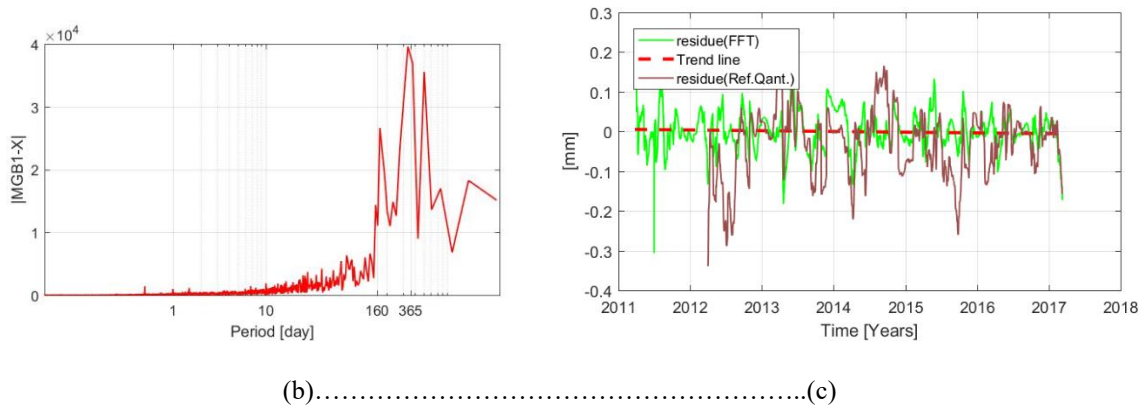 × 10⁴
4
3
2
1
0
|MGB1-X|
1 10 160 365
Period [day]
0.3
0.2
0.1
0
-0.1
-0.2
-0.3
-0.4
[mm]
residue(FFT)
Trend line
residue(Ref.Qant.)
2011 2012 2013 2014 2015 2016 2017 2018
Time [Years]
(b)…………………………………………………..(c)